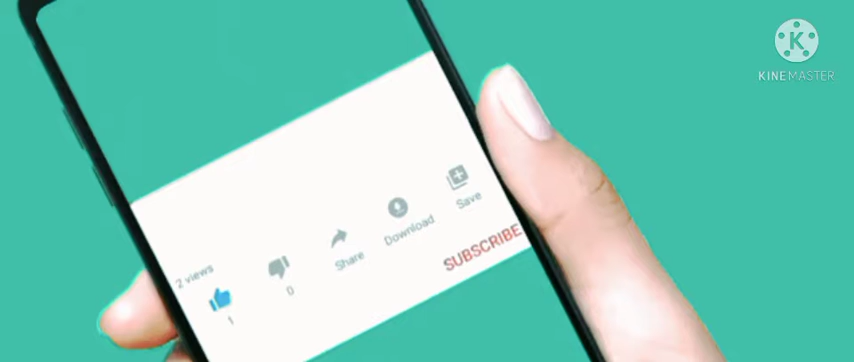 K
KINEMASTER
2 views
1
0
Share
Download
Save
SUBSCRIBE